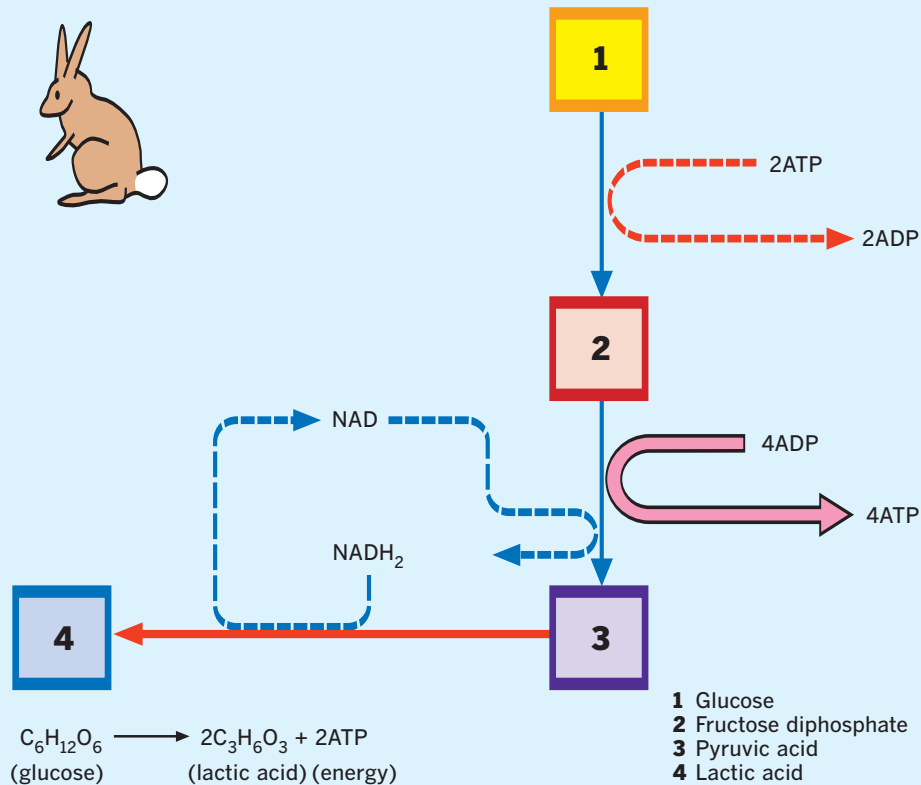 1
2ATP
2ADP
2
NAD
4ADP
4ATP
NADH₂
4
3
1 Glucose
2 Fructose diphosphate
3 Pyruvic acid
4 Lactic acid
C₆H₁₂O₆ → 2C₃H₆O₃ + 2ATP
(glucose) (lactic acid) (energy)